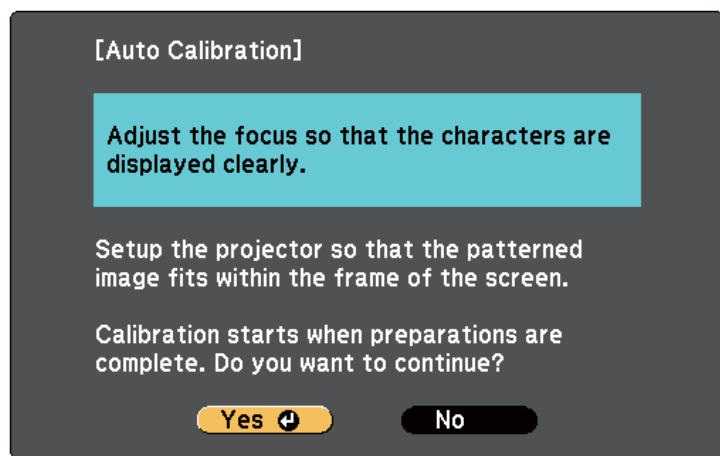 [Auto Calibration]
Adjust the focus so that the characters are
displayed clearly.
Setup the projector so that the patterned
image fits within the frame of the screen.
Calibration starts when preparations are
complete. Do you want to continue?
Yes No